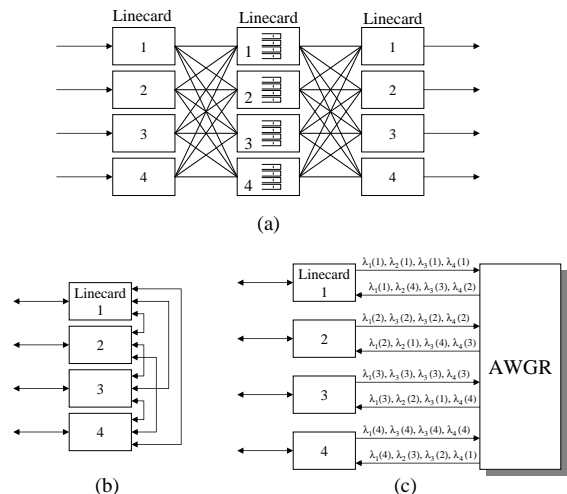 Linecard Linecard Linecard
1 1 1
2 2 2
3 3 3
4 4 4
(a)
Linecard
1
2
3
4
(b)
Linecard
1
2
3
4
λ₁(1), λ₂(1), λ₃(1), λ₄(1)
λ₁(1), λ₂(4), λ₃(3), λ₄(2)
λ₁(2), λ₃(2), λ₃(2), λ₄(2)
λ₁(2), λ₂(1), λ₃(4), λ₄(3)
λ₁(3), λ₃(3), λ₃(3), λ₄(3)
λ₁(3), λ₂(2), λ₃(1), λ₄(4)
λ₁(4), λ₃(4), λ₄(4), λ₄(4)
λ₁(4), λ₂(3), λ₃(2), λ₄(1)
AWGR
(c)